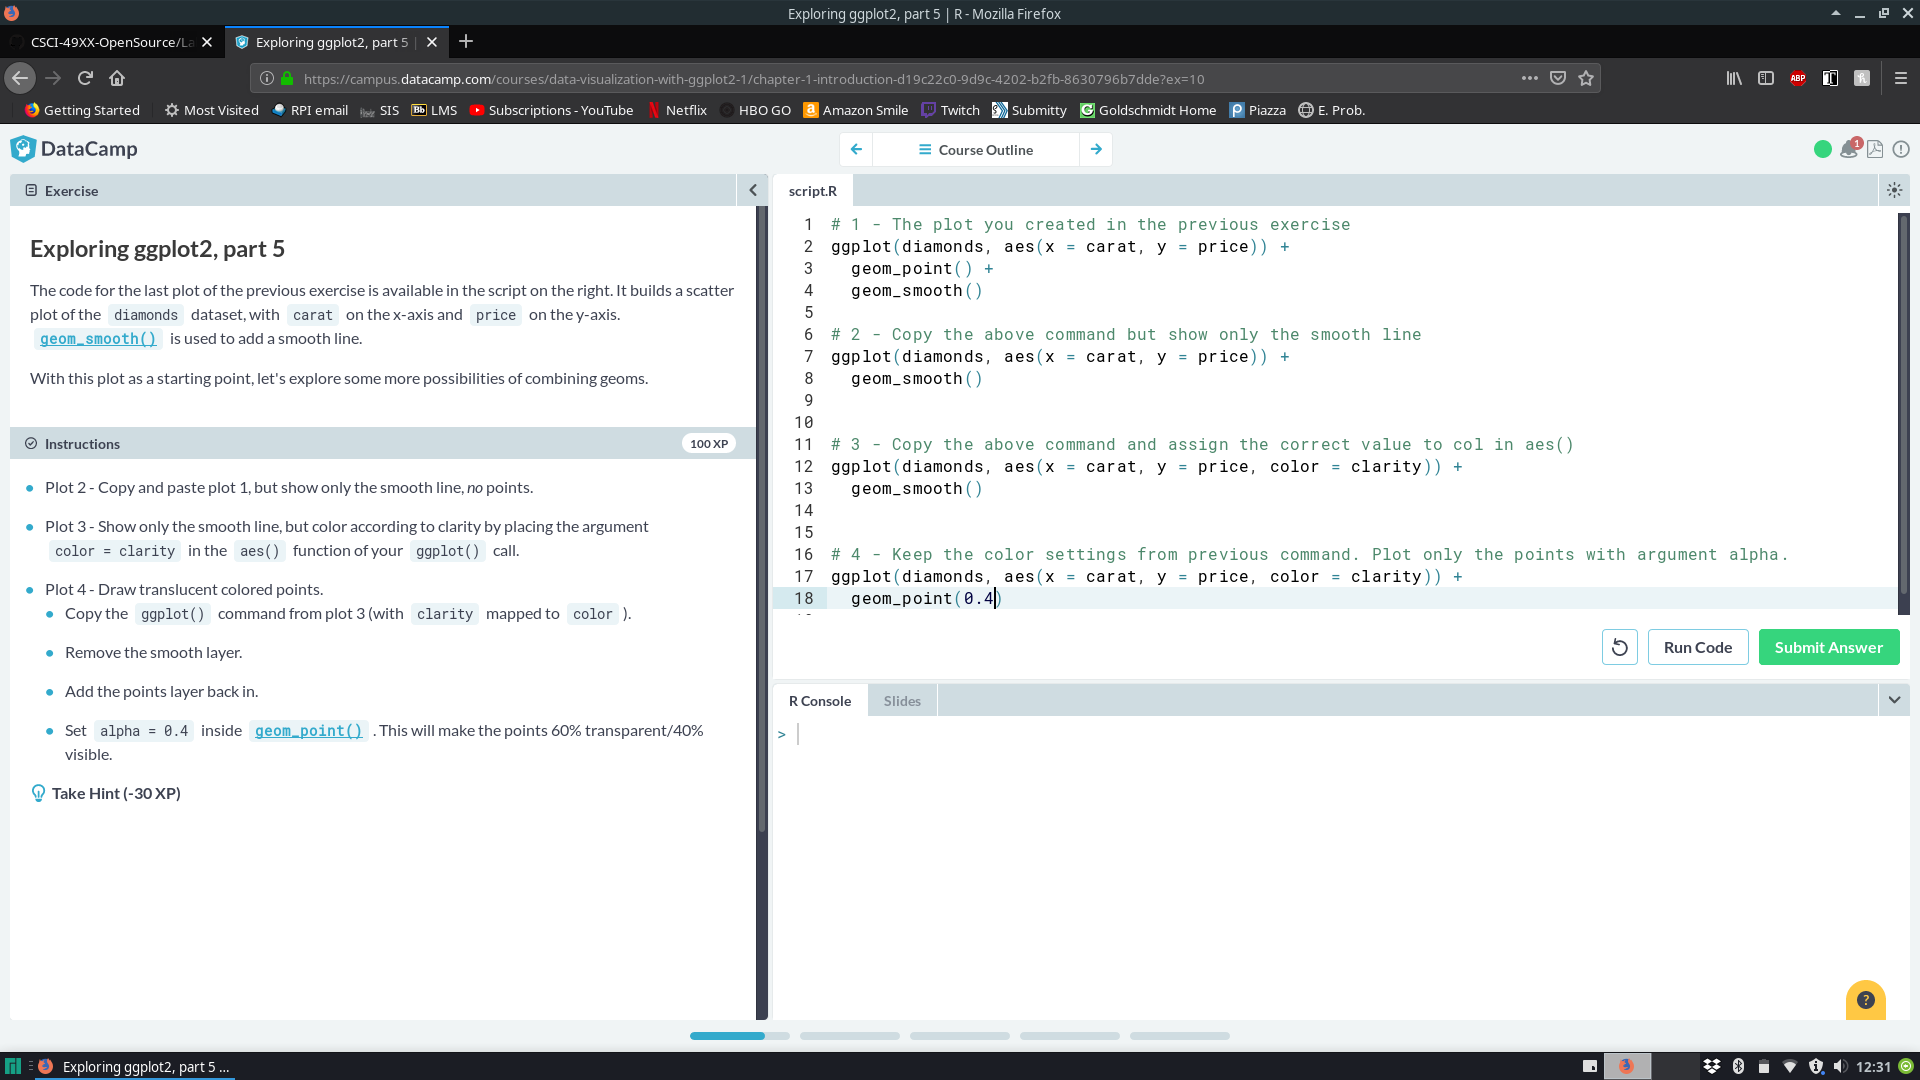 Exploring ggplot2, part 5 | R - Mozilla Firefox
CSCI-49XX-OpenSource/La
Exploring ggplot2, part 5 |
https://campus.datacamp.com/courses/data-visualization-with-ggplot2-1/chapter-1-introduction-d19c22c0-9d9c-4202-b2fb-8630796b7dde?ex=10
ABP
Getting Started
Most Visited
RPI email
SIS
Bb LMS
Subscriptions - YouTube
Netflix
HBO GO
Amazon Smile
Twitch
Submitty
Goldschmidt Home
Piazza
E. Prob.
DataCamp
Course Outline
1
Exercise
Exploring ggplot2, part 5
The code for the last plot of the previous exercise is available in the script on the right. It builds a scatter
plot of the diamonds dataset, with carat on the x-axis and price on the y-axis.
geom_smooth() is used to add a smooth line.
With this plot as a starting point, let's explore some more possibilities of combining geoms.
Instructions
100 XP
Plot 2 - Copy and paste plot 1, but show only the smooth line, no points.
Plot 3 - Show only the smooth line, but color according to clarity by placing the argument
color = clarity in the aes() function of your ggplot() call.
Plot 4 - Draw translucent colored points.
Copy the ggplot() command from plot 3 (with clarity mapped to color ).
Remove the smooth layer.
Add the points layer back in.
Set alpha = 0.4 inside geom_point() . This will make the points 60% transparent/40%
visible.
Take Hint (-30 XP)
script.R
1 # 1 - The plot you created in the previous exercise
2 ggplot(diamonds, aes(x = carat, y = price)) +
3 geom_point() +
4 geom_smooth()
5
6 # 2 - Copy the above command but show only the smooth line
7 ggplot(diamonds, aes(x = carat, y = price)) +
8 geom_smooth()
9
10
11 # 3 - Copy the above command and assign the correct value to col in aes()
12 ggplot(diamonds, aes(x = carat, y = price, color = clarity)) +
13 geom_smooth()
14
15
16 # 4 - Keep the color settings from previous command. Plot only the points with argument alpha.
17 ggplot(diamonds, aes(x = carat, y = price, color = clarity)) +
18 geom_point(0.4)
Run Code
Submit Answer
R Console
Slides
>
?
Exploring ggplot2, part 5 ...
12:31